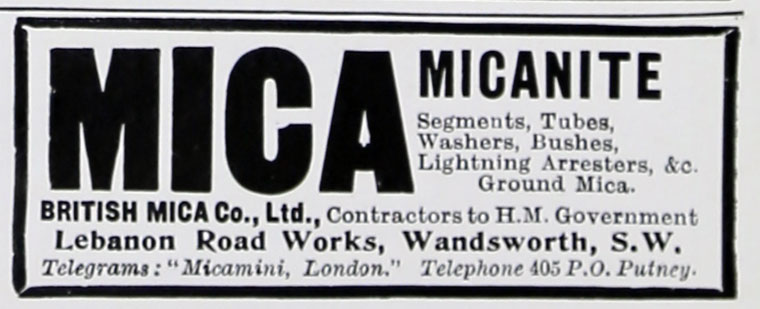 MICA
MICANITE
Segments, Tubes,
Washers, Bushes,
Lightning Arresters, &c.
Ground Mica.
BRITISH MICA Co., Ltd., Contractors to H.M. Government
Lebanon Road Works, Wandsworth, S.W.
Telegrams: "Micamini, London." Telephone 405 P.O. Putney.